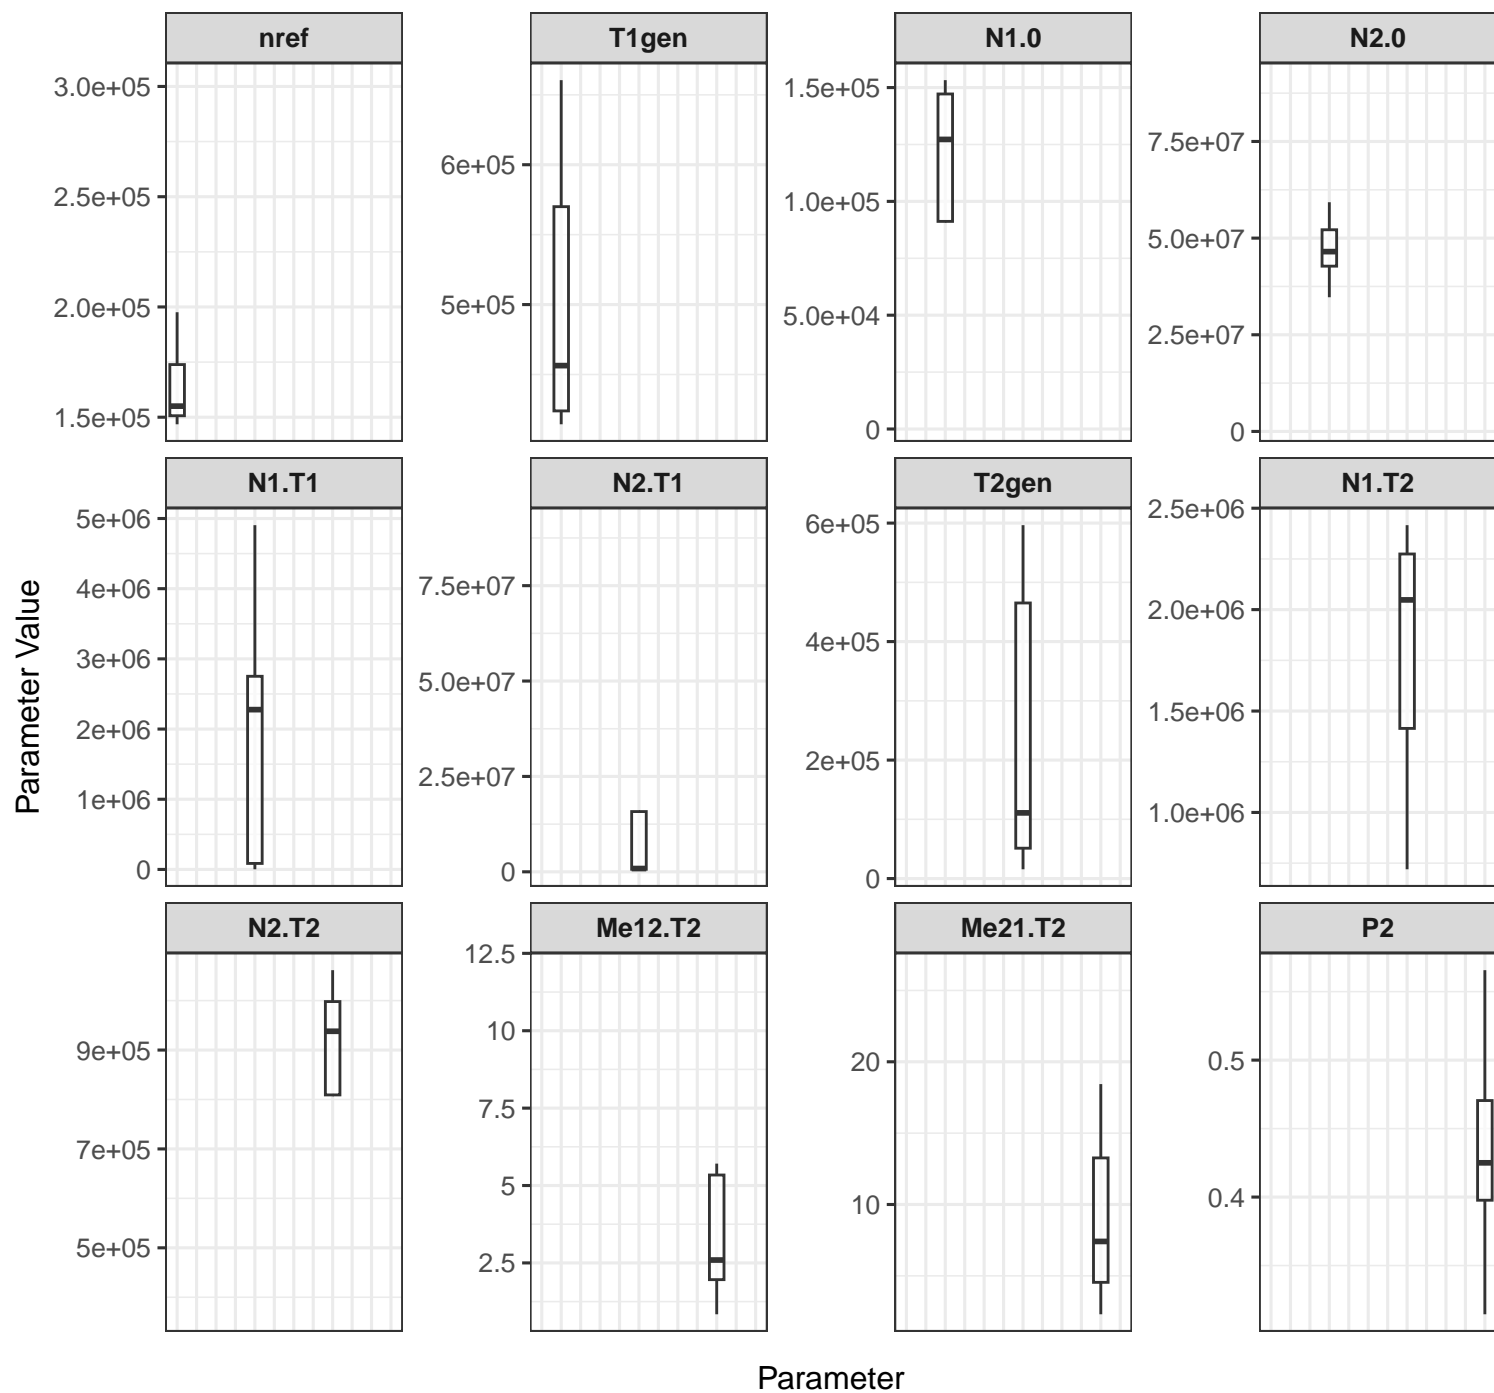 nref
T1gen
N1.0
N2.0
3.0e+05
2.5e+05
2.0e+05
1.5e+05
6e+05
5e+05
1.5e+05
1.0e+05
5.0e+04
0
7.5e+07
5.0e+07
2.5e+07
0
Parameter Value
N1.T1
N2.T1
T2gen
N1.T2
5e+06
4e+06
3e+06
2e+06
1e+06
0
7.5e+07
5.0e+07
2.5e+07
0
6e+05
4e+05
2e+05
0
2.5e+06
2.0e+06
1.5e+06
1.0e+06
N2.T2
Me12.T2
Me21.T2
P2
9e+05
7e+05
5e+05
12.5
10
7.5
5
2.5
20
10
0.5
0.4
Parameter